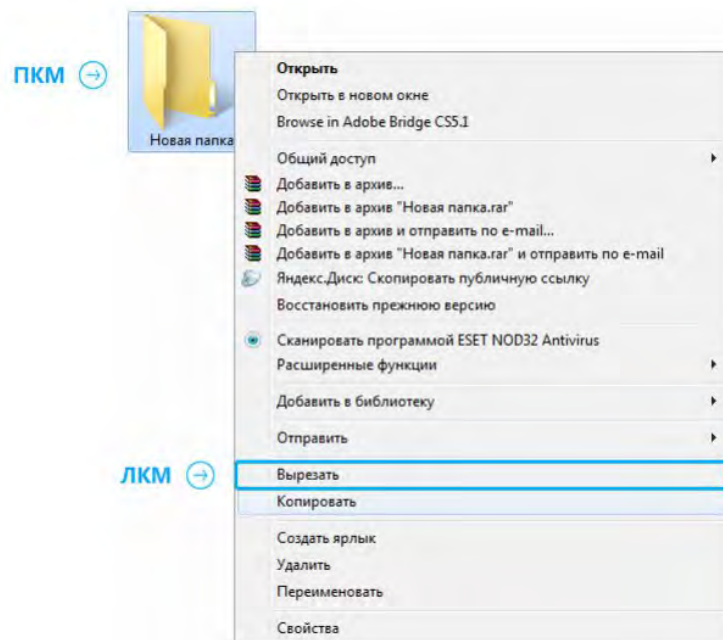 ПКМ
Новая папка
Открыть
Открыть в новом окне
Browse in Adobe Bridge CS5.1
Общий доступ
Добавить в архив...
Добавить в архив "Новая папка.rar"
Добавить в архив и отправить по e-mail...
Добавить в архив "Новая папка.rar" и отправить по e-mail
Яндекс.Диск: Скопировать публичную ссылку
Восстановить прежнюю версию
Сканировать программой ESET NOD32 Antivirus
Расширенные функции
Добавить в библиотеку
Отправить
ЛКМ
Вырезать
Копировать
Создать ярлык
Удалить
Переименовать
Свойства